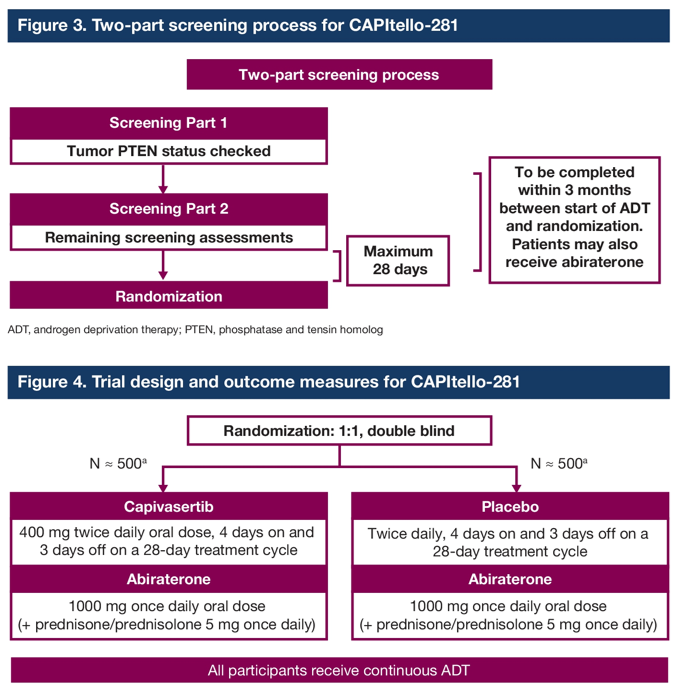 Figure 3. Two-part screening process for CAPItello-281
Two-part screening process
Screening Part 1
Tumor PTEN status checked
Screening Part 2
Remaining screening assessments
Randomization
Maximum
28 days
To be completed
within 3 months
between start of ADT
and randomization.
Patients may also
receive abiraterone
ADT, androgen deprivation therapy; PTEN, phosphatase and tensin homolog
Figure 4. Trial design and outcome measures for CAPItello-281
Randomization: 1:1, double blind
N ≈ 500ᵃ
N ≈ 500ᵃ
Capivasertib
400 mg twice daily oral dose, 4 days on and
3 days off on a 28-day treatment cycle
Abiraterone
1000 mg once daily oral dose
(+ prednisone/prednisolone 5 mg once daily)
Placebo
Twice daily, 4 days on and 3 days off on a
28-day treatment cycle
Abiraterone
1000 mg once daily oral dose
(+ prednisone/prednisolone 5 mg once daily)
All participants receive continuous ADT